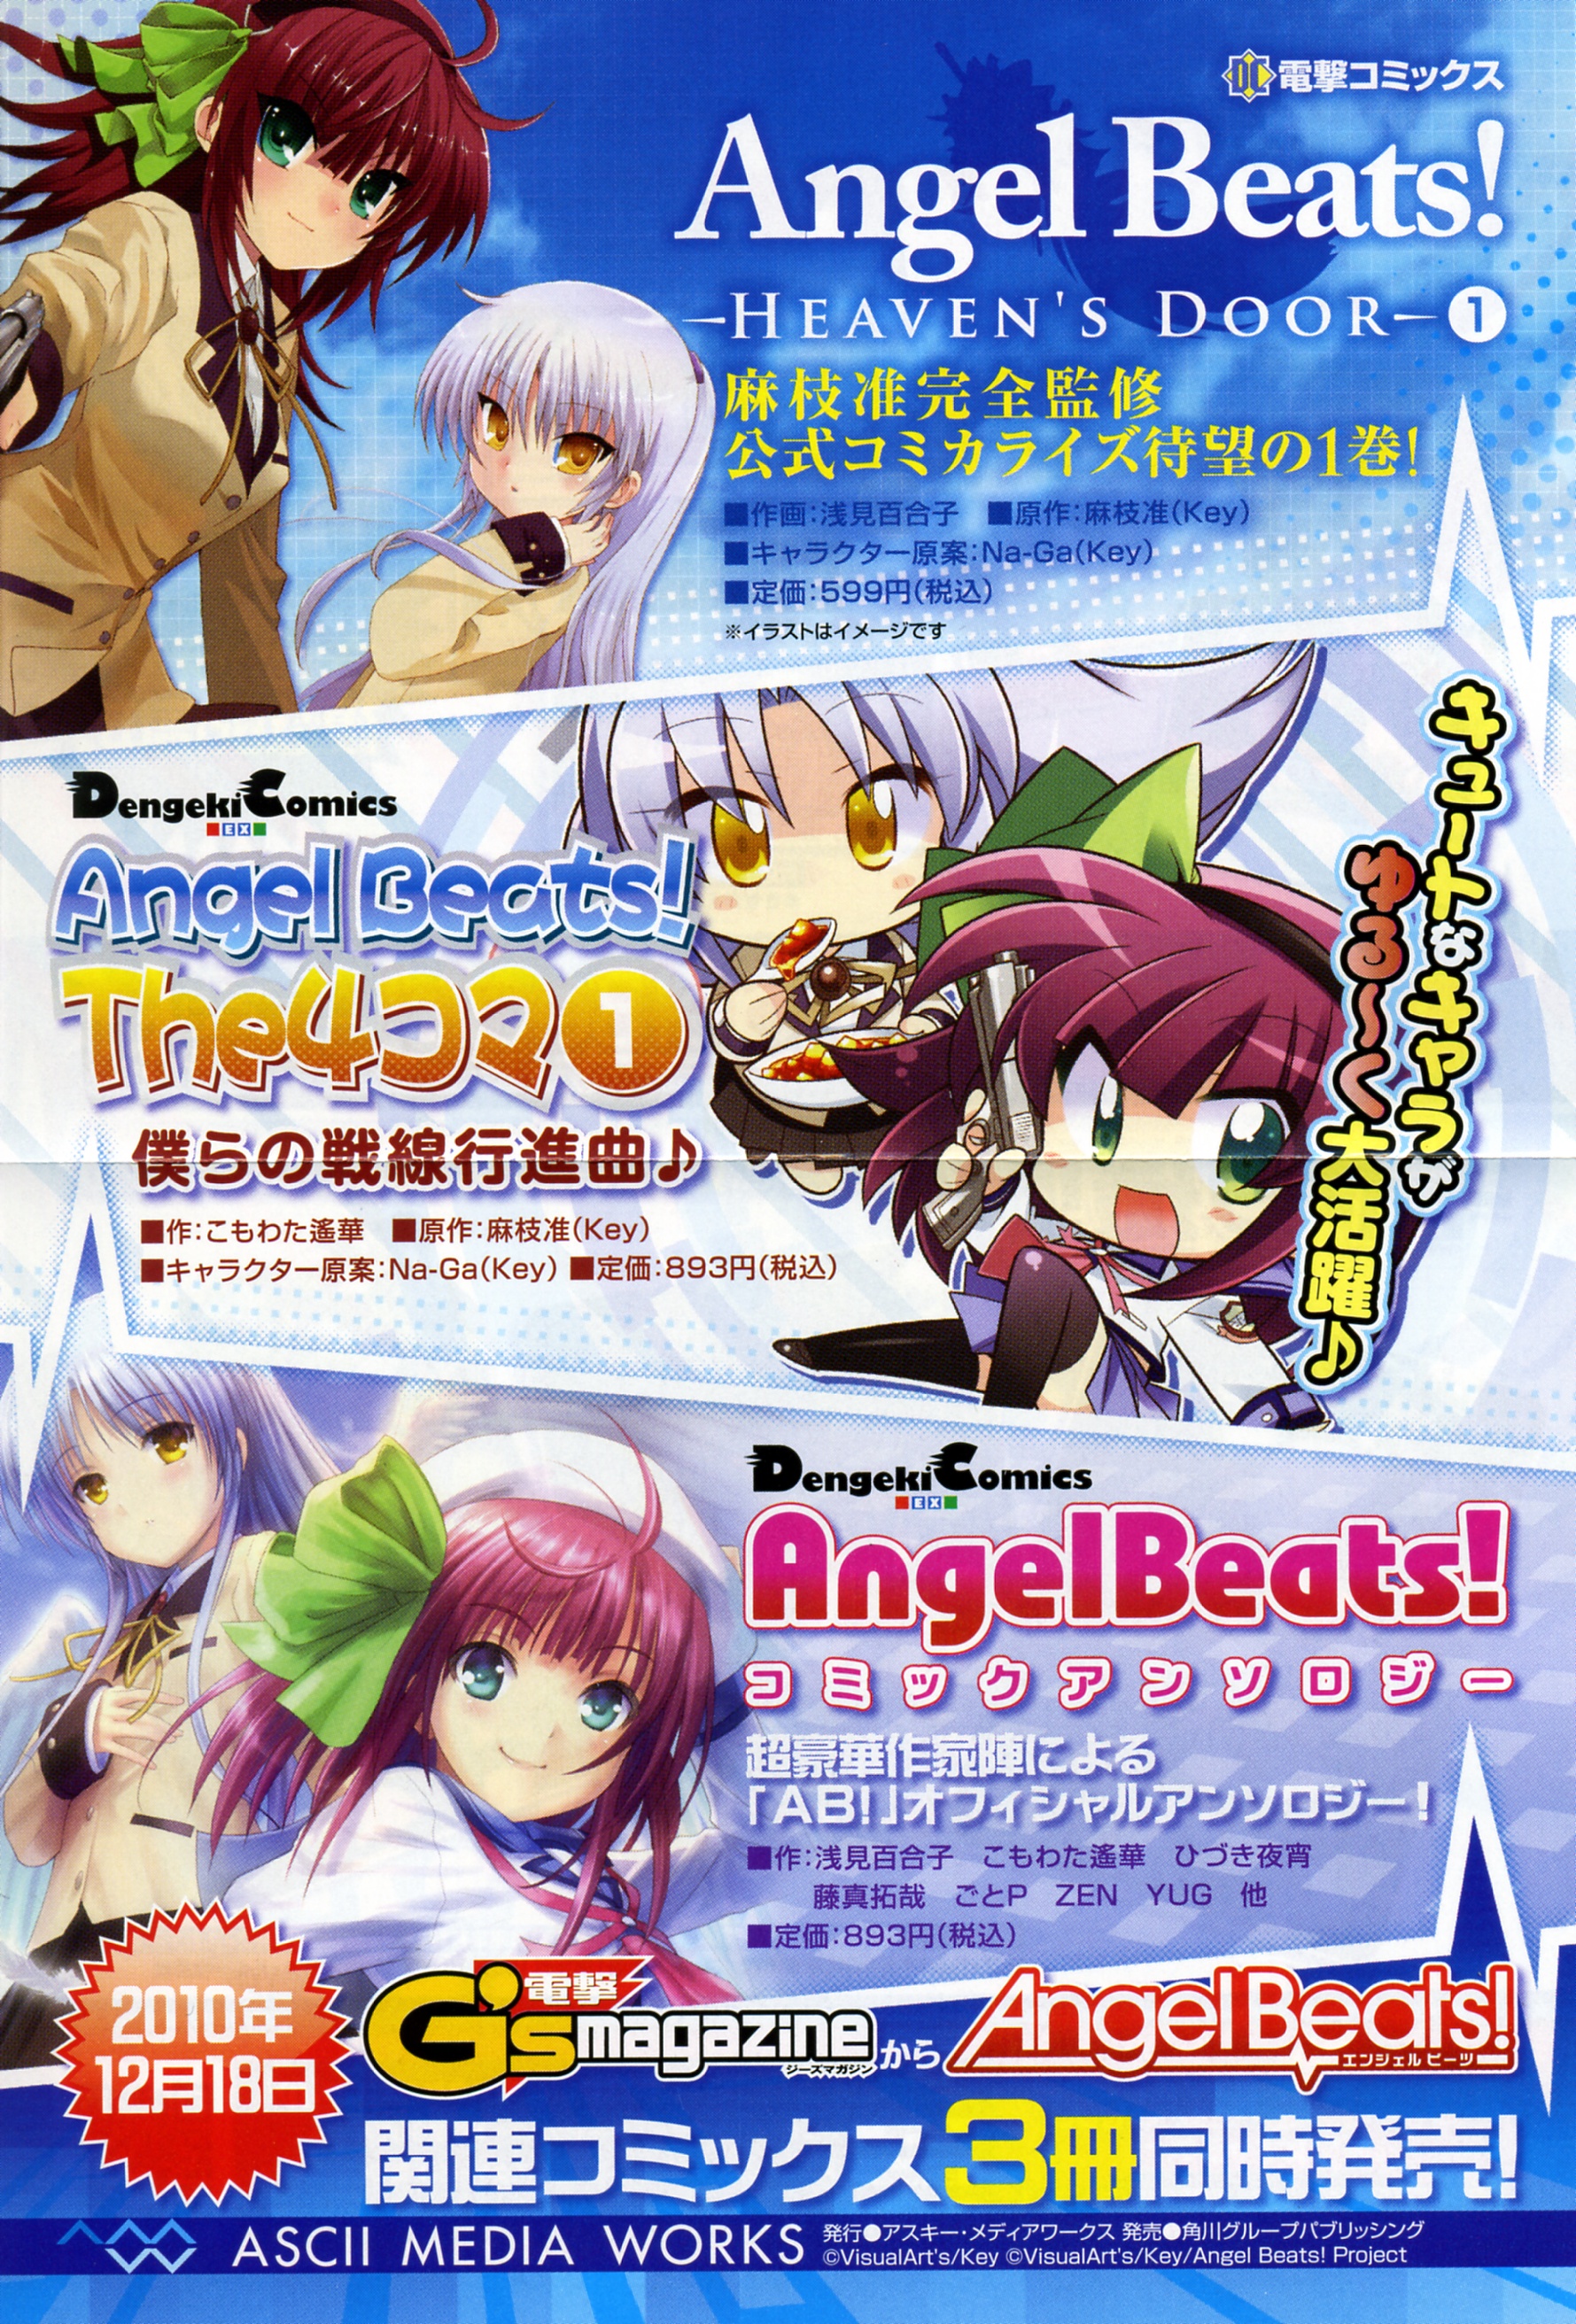 DC 電撃コミックス
Angel Beats!
-HEAVEN'S DOOR- 1
麻枝准完全監修
公式コミカライズ待望の1巻!
■作画:浅見百合子 ■原作:麻枝准(Key)
■キャラクター原案:Na-Ga(Key)
■定価:599円(税込)
※イラストはイメージです
Dengeki Comics
EX
Angel Beats!
The4コマ 1
僕らの戦線行進曲♪
■作:こもわた遙華 ■原作:麻枝准(Key)
■キャラクター原案:Na-Ga(Key) ■定価:893円(税込)
キュートなキャラが
ゆる〜く大活躍♪
Dengeki Comics
EX
Angel Beats!
コミックアンソロジー
超豪華作家陣による
「AB!」オフィシャルアンソロジー!
■作:浅見百合子 こもわた遙華 ひづき夜宵
藤真拓哉 ごとP ZEN YUG 他
■定価:893円(税込)
2010年
12月18日
電撃
G's magazine
ジーズマガジン
から
Angel Beats!
エンジェル ビーツ
関連コミックス3冊同時発売!
ASCII MEDIA WORKS
発行●アスキー・メディアワークス 発売●角川グループパブリッシング
©VisualArt's/Key ©VisualArt's/Key/Angel Beats! Project